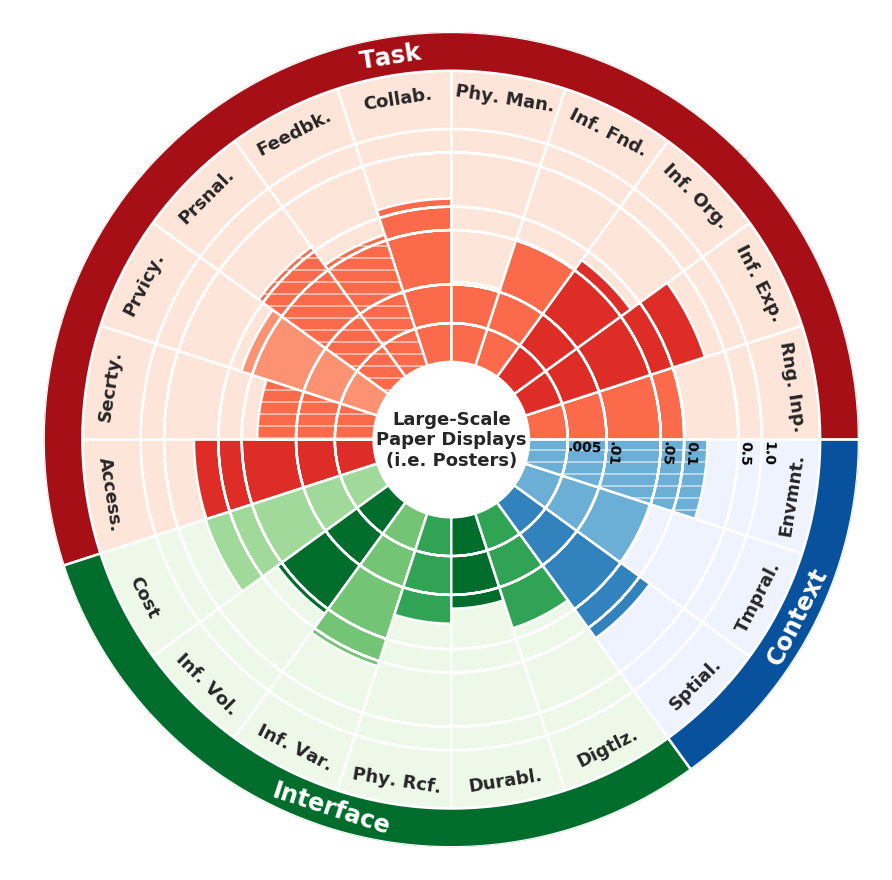 Task
Collab.
Phy. Man.
Feedbk.
Inf. Fnd.
Prsnal.
Inf. Org.
Prvicy.
Inf. Exp.
Secrty.
Rng. Inp.
Large-Scale
Paper Displays
(i.e. Posters)
.005
.01
.05
0.1
0.5
1.0
Access.
Envmnt.
Cost
Tmpral.
Context
Inf. Vol.
Sptial.
Inf. Var.
Digtlz.
Phy. Rcf.
Durabl.
Interface